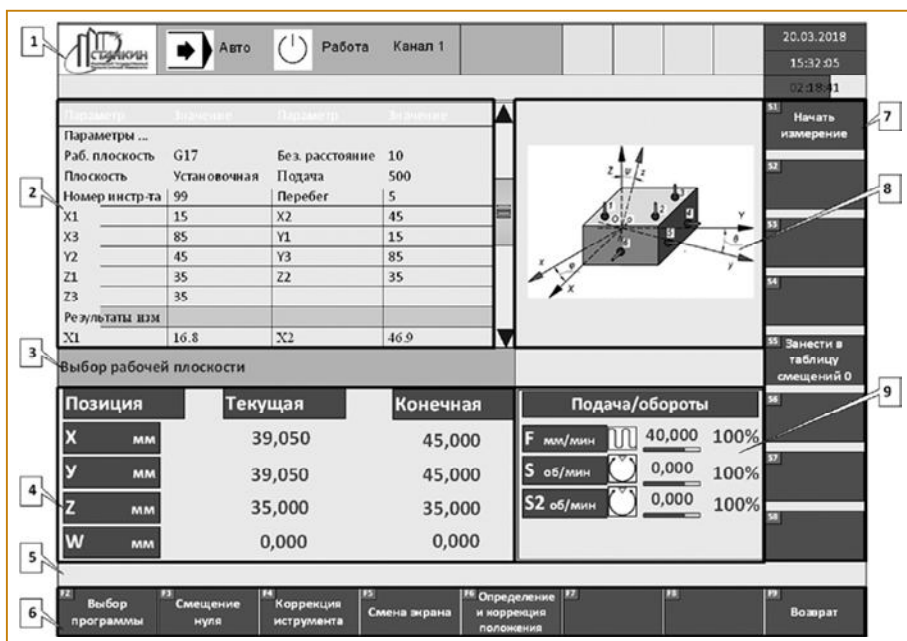 1
СТАНКИН
Авто
Работа
Канал 1
20.03.2018
15:32:05
02:18:41
Параметр Значение Параметр Значение
Параметры ...
Раб. плоскость G17 Без. расстояние 10
Плоскость Установочная Подача 500
Номер инстр-та 99 Перебег 5
X1 15 X2 45
X3 85 Y1 15
Y2 45 Y3 85
Z1 35 Z2 35
Z3 35
Результаты изм
X1 16.8 X2 46.9
2
Z ψ z
1 2 3 4 5 6
O
Y
θ
y
x
φ
X
S1 Начать
измерение
S2
S3
S4
S5 Занести в
таблицу
смещений 0
S6
S7
S8
7
8
9
3
Выбор рабочей плоскости
Позиция Текущая Конечная
X мм 39,050 45,000
У мм 39,050 45,000
Z мм 35,000 35,000
W мм 0,000 0,000
4
Подача/обороты
F мм/мин 40,000 100%
S об/мин 0,000 100%
S2 об/мин 0,000 100%
5
6
F2 Выбор
программы
F3 Смещение
нуля
F4 Коррекция
иструмента
F5 Смена экрана
F6 Определение
и коррекция
положения
F7
F8
F9 Возврат